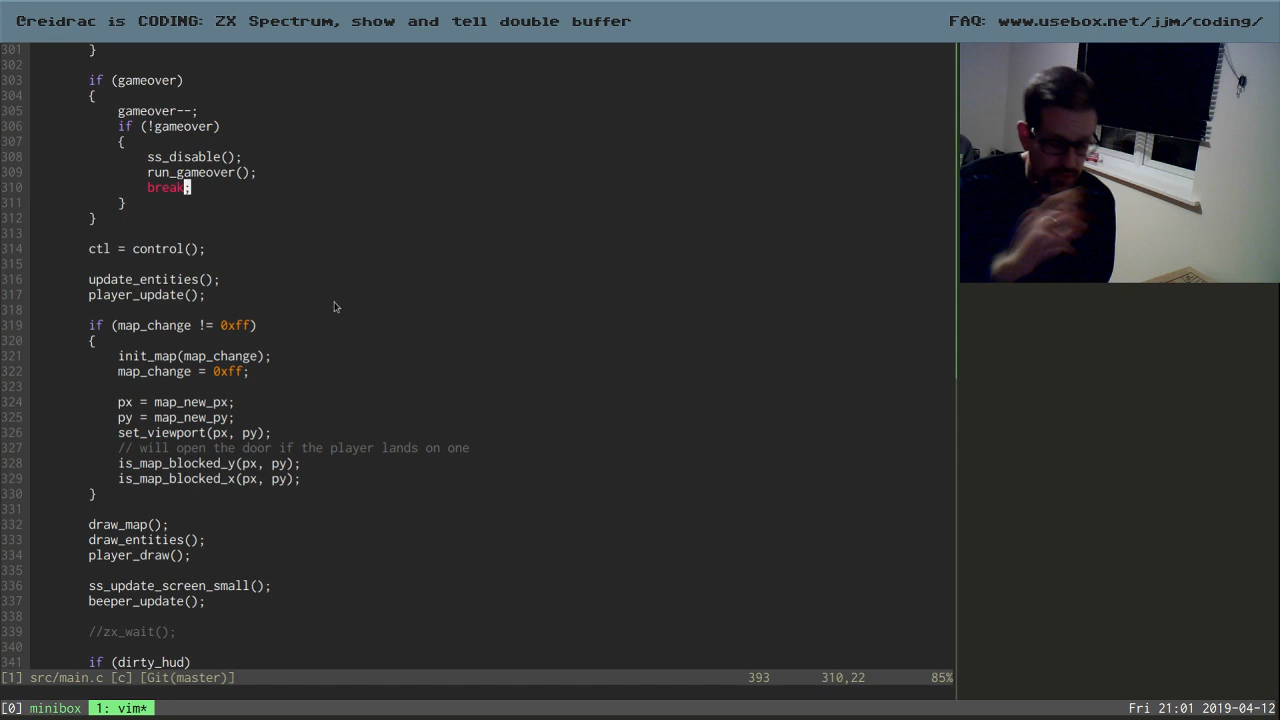 @reidrac is CODING: ZX Spectrum, show and tell double buffer
FAQ: www.usebox.net/jjm/coding/
301 }
302
303 if (gameover)
304 {
305 gameover--;
306 if (!gameover)
307 {
308 ss_disable();
309 run_gameover();
310 break;
311 }
312 }
313
314 ctl = control();
315
316 update_entities();
317 player_update();
318
319 if (map_change != 0xff)
320 {
321 init_map(map_change);
322 map_change = 0xff;
323
324 px = map_new_px;
325 py = map_new_py;
326 set_viewport(px, py);
327 // will open the door if the player lands on one
328 is_map_blocked_y(px, py);
329 is_map_blocked_x(px, py);
330 }
331
332 draw_map();
333 draw_entities();
334 player_draw();
335
336 ss_update_screen_small();
337 beeper_update();
338
339 //zx_wait();
340
341 if (dirty_hud)
[1] src/main.c [c] [Git(master)] 393 310,22 85%
[0] minibox 1: vim* Fri 21:01 2019-04-12